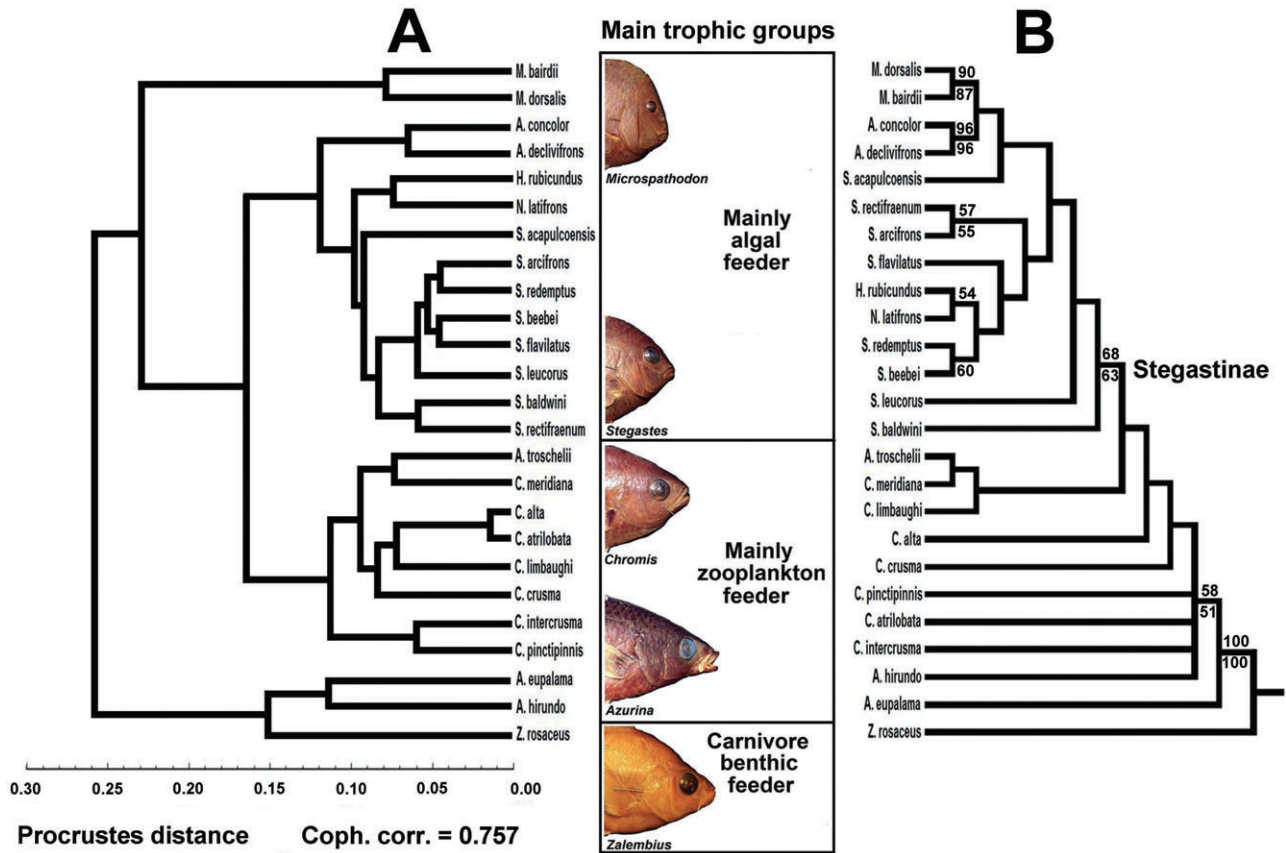 A
Main trophic groups
B
M. bairdii
M. dorsalis
A. concolor
A. declivifrons
H. rubicundus
N. latifrons
S. acapulcoensis
S. arcifrons
S. redemptus
S. beebei
S. flavilatus
S. leucorus
S. baldwini
S. rectifraenum
A. troschelii
C. meridiana
C. alta
C. atrilobata
C. limbaughi
C. crusma
C. intercrusma
C. pinctipinnis
A. eupalama
A. hirundo
Z. rosaceus
0.30 0.25 0.20 0.15 0.10 0.05 0.00
Procrustes distance Coph. corr. = 0.757
Microspathodon
Mainly
algal
feeder
Stegastes
Chromis
Mainly
zooplankton
feeder
Azurina
Carnivore
benthic
feeder
Zalembius
M. dorsalis 90
M. bairdii 87
A. concolor 96
A. declivifrons 96
S. acapulcoensis
S. rectifraenum 57
S. arcifrons 55
S. flavilatus
H. rubicundus 54
N. latifrons
S. redemptus
S. beebei 60
68
63
Stegastinae
S. leucorus
S. baldwini
A. troschelii
C. meridiana
C. limbaughi
C. alta
C. crusma
C. pinctipinnis 58
C. atrilobata 51
C. intercrusma 100
A. hirundo 100
A. eupalama
Z. rosaceus